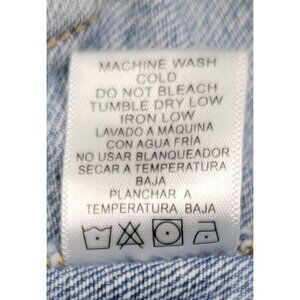 MACHINE WASH
COLD
DO NOT BLEACH
TUMBLE DRY LOW
IRON LOW
LAVADO A MÁQUINA
CON AGUA FRÍA
NO USAR BLANQUEADOR
SECAR A TEMPERATURA
BAJA
PLANCHAR A
TEMPERATURA BAJA